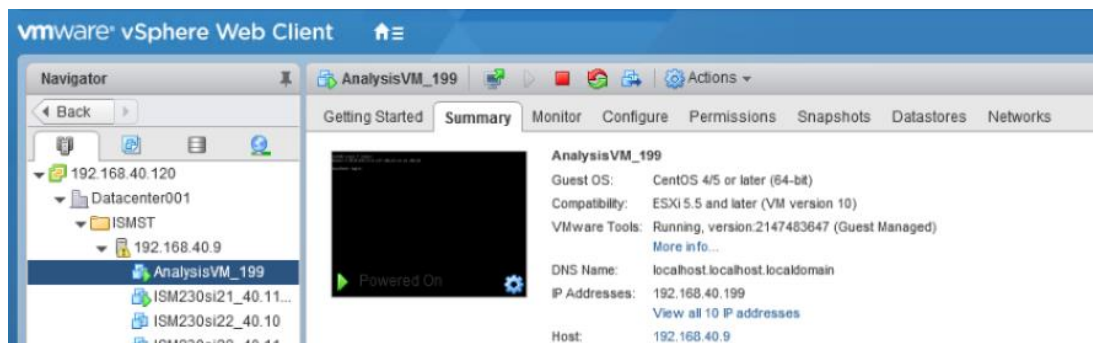 vmware® vSphere Web Client
Navigator
Back
192.168.40.120
Datacenter001
ISMST
192.168.40.9
AnalysisVM_199
ISM230si21_40.11...
ISM230si22_40.10
AnalysisVM_199 Actions
Getting Started Summary Monitor Configure Permissions Snapshots Datastores Networks
Powered On
AnalysisVM_199
Guest OS: CentOS 4/5 or later (64-bit)
Compatibility: ESXi 5.5 and later (VM version 10)
VMware Tools: Running, version:2147483647 (Guest Managed)
More info...
DNS Name: localhost.localhost.localdomain
IP Addresses: 192.168.40.199
View all 10 IP addresses
Host: 192.168.40.9